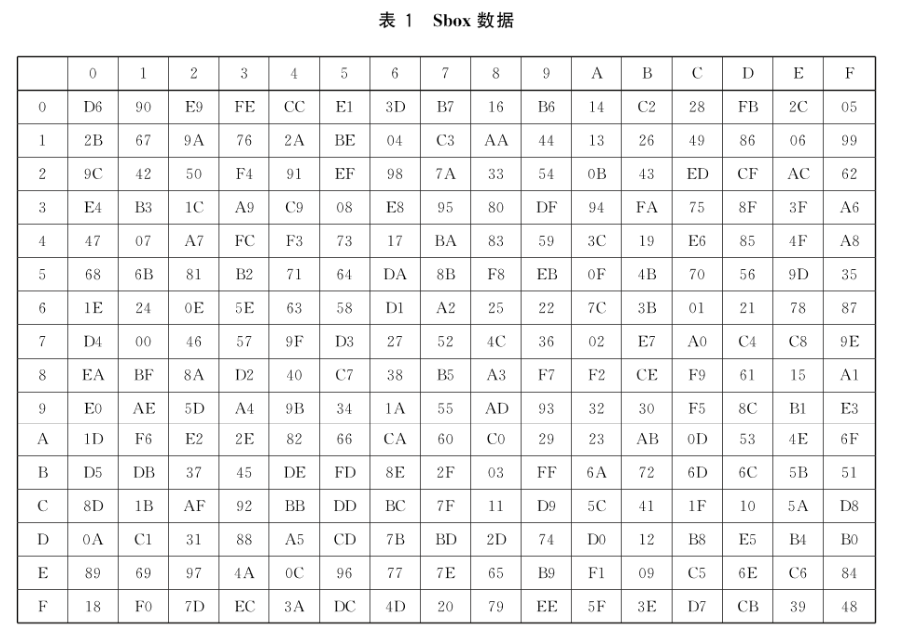 表 1 Sbox 数据
0 1 2 3 4 5 6 7 8 9 A B C D E F
0 D6 90 E9 FE CC E1 3D B7 16 B6 14 C2 28 FB 2C 05
1 2B 67 9A 76 2A BE 04 C3 AA 44 13 26 49 86 06 99
2 9C 42 50 F4 91 EF 98 7A 33 54 0B 43 ED CF AC 62
3 E4 B3 1C A9 C9 08 E8 95 80 DF 94 FA 75 8F 3F A6
4 47 07 A7 FC F3 73 17 BA 83 59 3C 19 E6 85 4F A8
5 68 6B 81 B2 71 64 DA 8B F8 EB 0F 4B 70 56 9D 35
6 1E 24 0E 5E 63 58 D1 A2 25 22 7C 3B 01 21 78 87
7 D4 00 46 57 9F D3 27 52 4C 36 02 E7 A0 C4 C8 9E
8 EA BF 8A D2 40 C7 38 B5 A3 F7 F2 CE F9 61 15 A1
9 E0 AE 5D A4 9B 34 1A 55 AD 93 32 30 F5 8C B1 E3
A 1D F6 E2 2E 82 66 CA 60 C0 29 23 AB 0D 53 4E 6F
B D5 DB 37 45 DE FD 8E 2F 03 FF 6A 72 6D 6C 5B 51
C 8D 1B AF 92 BB DD BC 7F 11 D9 5C 41 1F 10 5A D8
D 0A C1 31 88 A5 CD 7B BD 2D 74 D0 12 B8 E5 B4 B0
E 89 69 97 4A 0C 96 77 7E 65 B9 F1 09 C5 6E C6 84
F 18 F0 7D EC 3A DC 4D 20 79 EE 5F 3E D7 CB 39 48